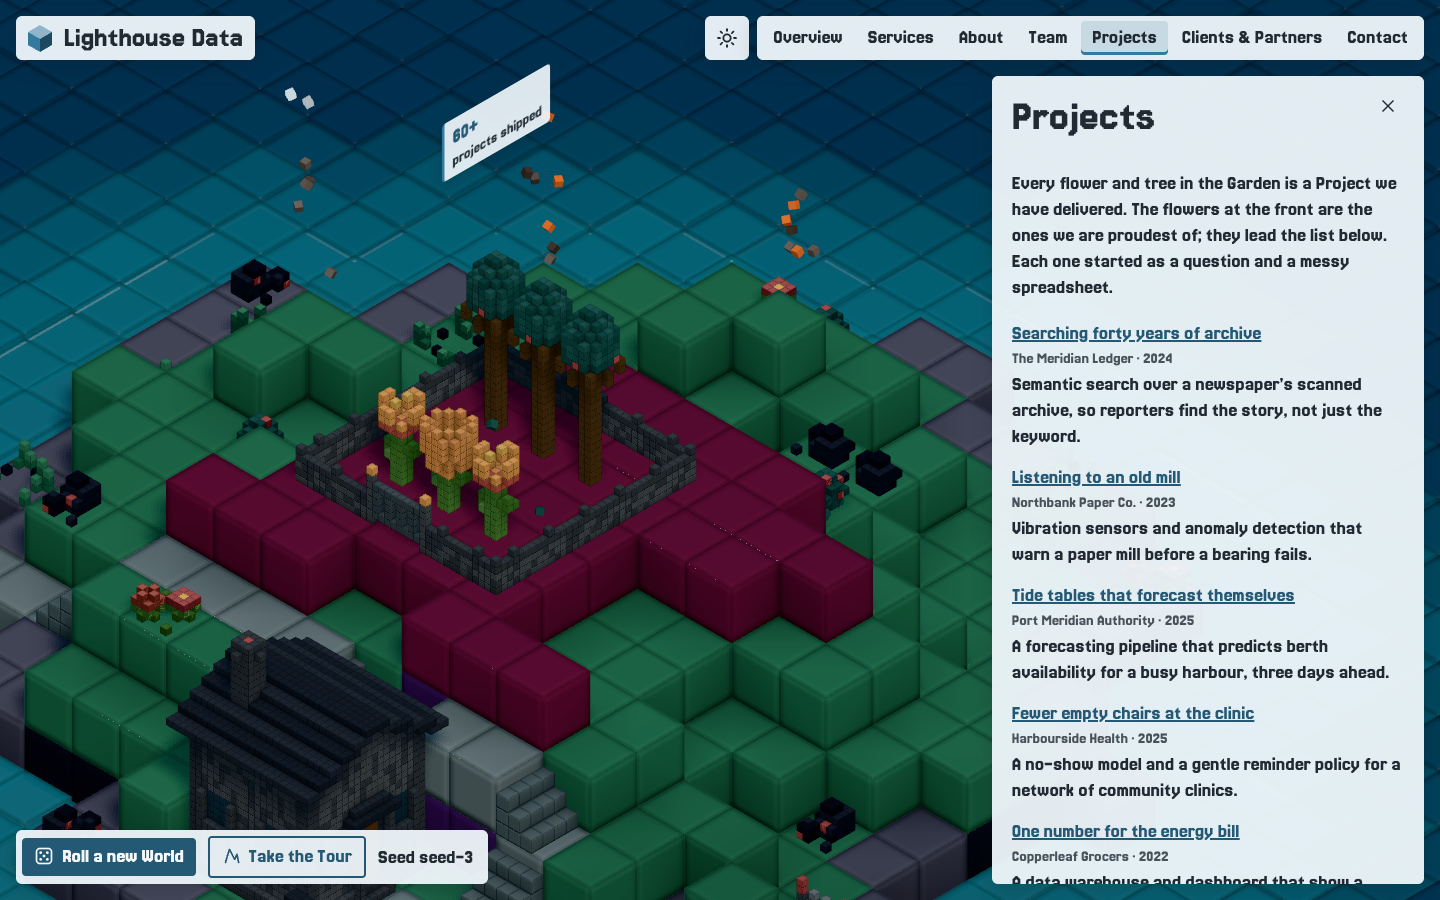 Lighthouse Data
Overview Services About Team Projects Clients & Partners Contact
60+
projects shipped
Projects
Every flower and tree in the Garden is a Project we
have delivered. The flowers at the front are the
ones we are proudest of; they lead the list below.
Each one started as a question and a messy
spreadsheet.
Searching forty years of archive
The Meridian Ledger · 2024
Semantic search over a newspaper's scanned
archive, so reporters find the story, not just the
keyword.
Listening to an old mill
Northbank Paper Co. · 2023
Vibration sensors and anomaly detection that
warn a paper mill before a bearing fails.
Tide tables that forecast themselves
Port Meridian Authority · 2025
A forecasting pipeline that predicts berth
availability for a busy harbour, three days ahead.
Fewer empty chairs at the clinic
Harbourside Health · 2025
A no-show model and a gentle reminder policy for a
network of community clinics.
One number for the energy bill
Copperleaf Grocers · 2022
A data warehouse and dashboard that show a
Roll a new World Take the Tour Seed seed-3